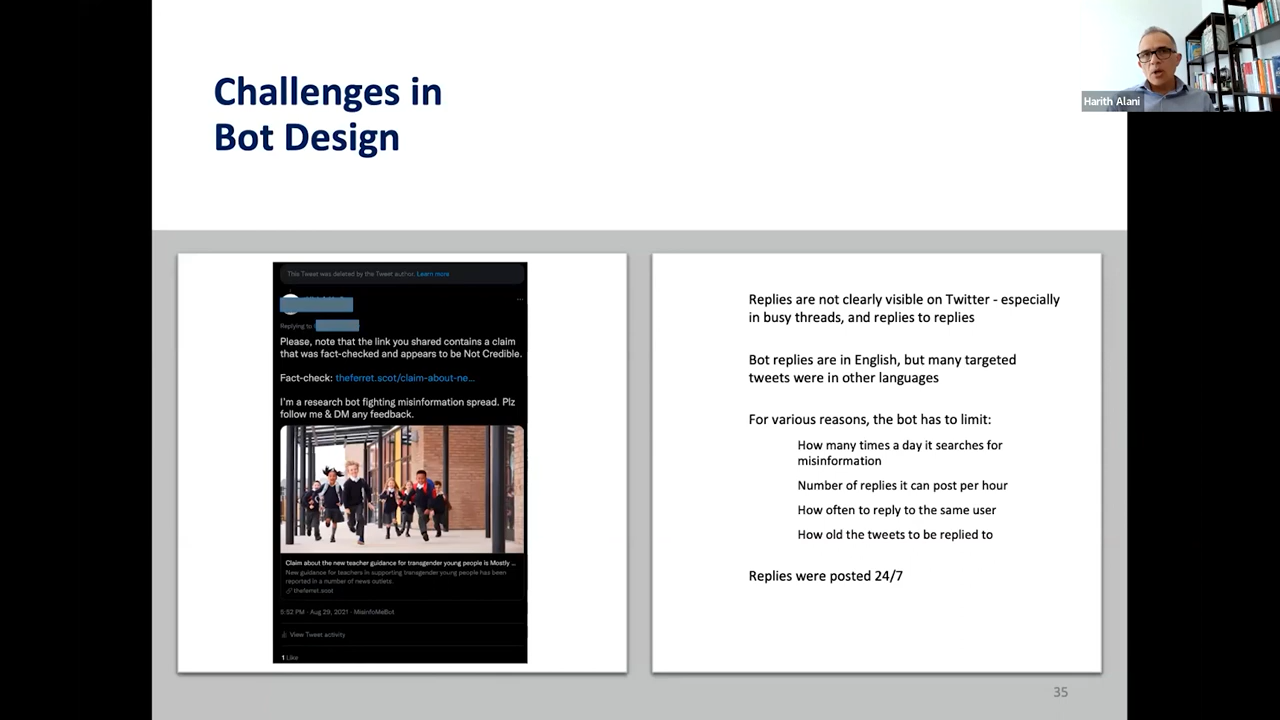 Challenges in
Bot Design
Harith Alani
This Tweet was deleted by the Tweet author. Learn more
Replying to
Please, note that the link you shared contains a claim
that was fact-checked and appears to be Not Credible.
Fact-check: theferret.scot/claim-about-ne...
I'm a research bot fighting misinformation spread. Plz
follow me & DM any feedback.
Claim about the new teacher guidance for transgender young people is Mostly ...
New guidance for teachers in supporting transgender young people has been
reported in a number of news outlets.
theferret.scot
5:52 PM · Aug 29, 2021 · MisinfoMeBot
View Tweet activity
1 Like
Replies are not clearly visible on Twitter - especially
in busy threads, and replies to replies
Bot replies are in English, but many targeted
tweets were in other languages
For various reasons, the bot has to limit:
How many times a day it searches for
misinformation
Number of replies it can post per hour
How often to reply to the same user
How old the tweets to be replied to
Replies were posted 24/7
35